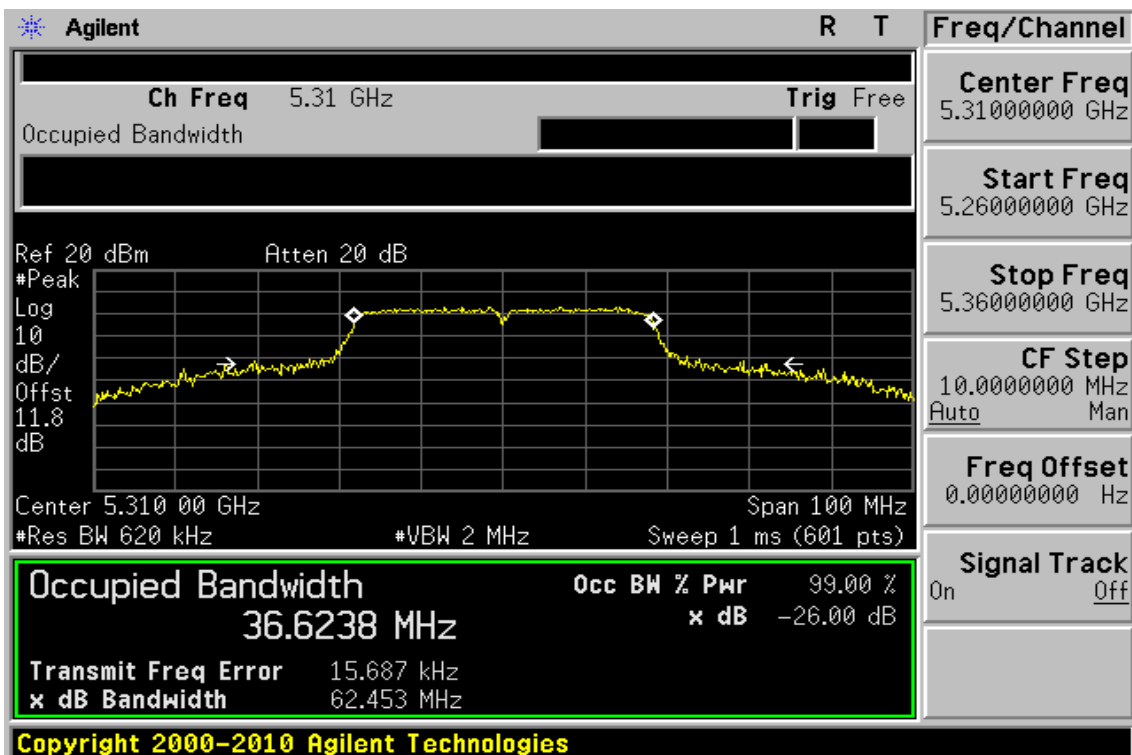 Agilent R T
Ch Freq 5.31 GHz Trig Free
Occupied Bandwidth
Ref 20 dBm Atten 20 dB
#Peak
Log
10
dB/
Offst
11.8
dB
Center 5.310 00 GHz Span 100 MHz
#Res BW 620 kHz #VBW 2 MHz Sweep 1 ms (601 pts)
Occupied Bandwidth
36.6238 MHz
Occ BW % Pwr 99.00 %
x dB -26.00 dB
Transmit Freq Error 15.687 kHz
x dB Bandwidth 62.453 MHz
Copyright 2000-2010 Agilent Technologies
Freq/Channel
Center Freq
5.31000000 GHz
Start Freq
5.26000000 GHz
Stop Freq
5.36000000 GHz
CF Step
10.0000000 MHz
Auto Man
Freq Offset
0.00000000 Hz
Signal Track
On Off